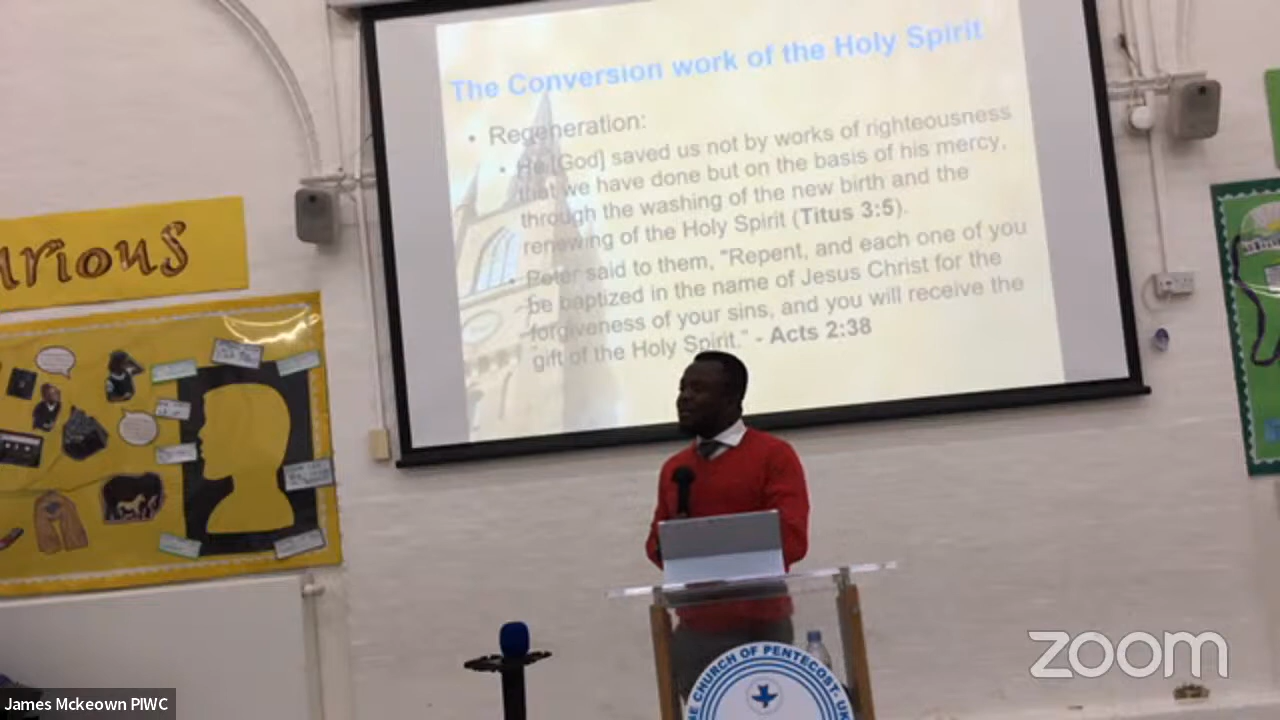 The Conversion work of the Holy Spirit
• Regeneration:
• He [God] saved us not by works of righteousness
that we have done but on the basis of his mercy,
through the washing of the new birth and the
renewing of the Holy Spirit (Titus 3:5).
• Peter said to them, “Repent, and each one of you
be baptized in the name of Jesus Christ for the
forgiveness of your sins, and you will receive the
gift of the Holy Spirit.” - Acts 2:38
urious
CHURCH OF PENTECOST- UK
zoom
James Mckeown PIWC